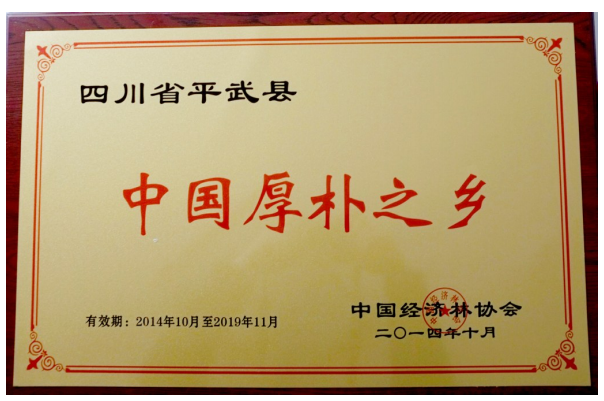 四川省平武县
中国厚朴之乡
有效期：2014年10月至2019年11月
中国经济林协会
二〇一四年十月